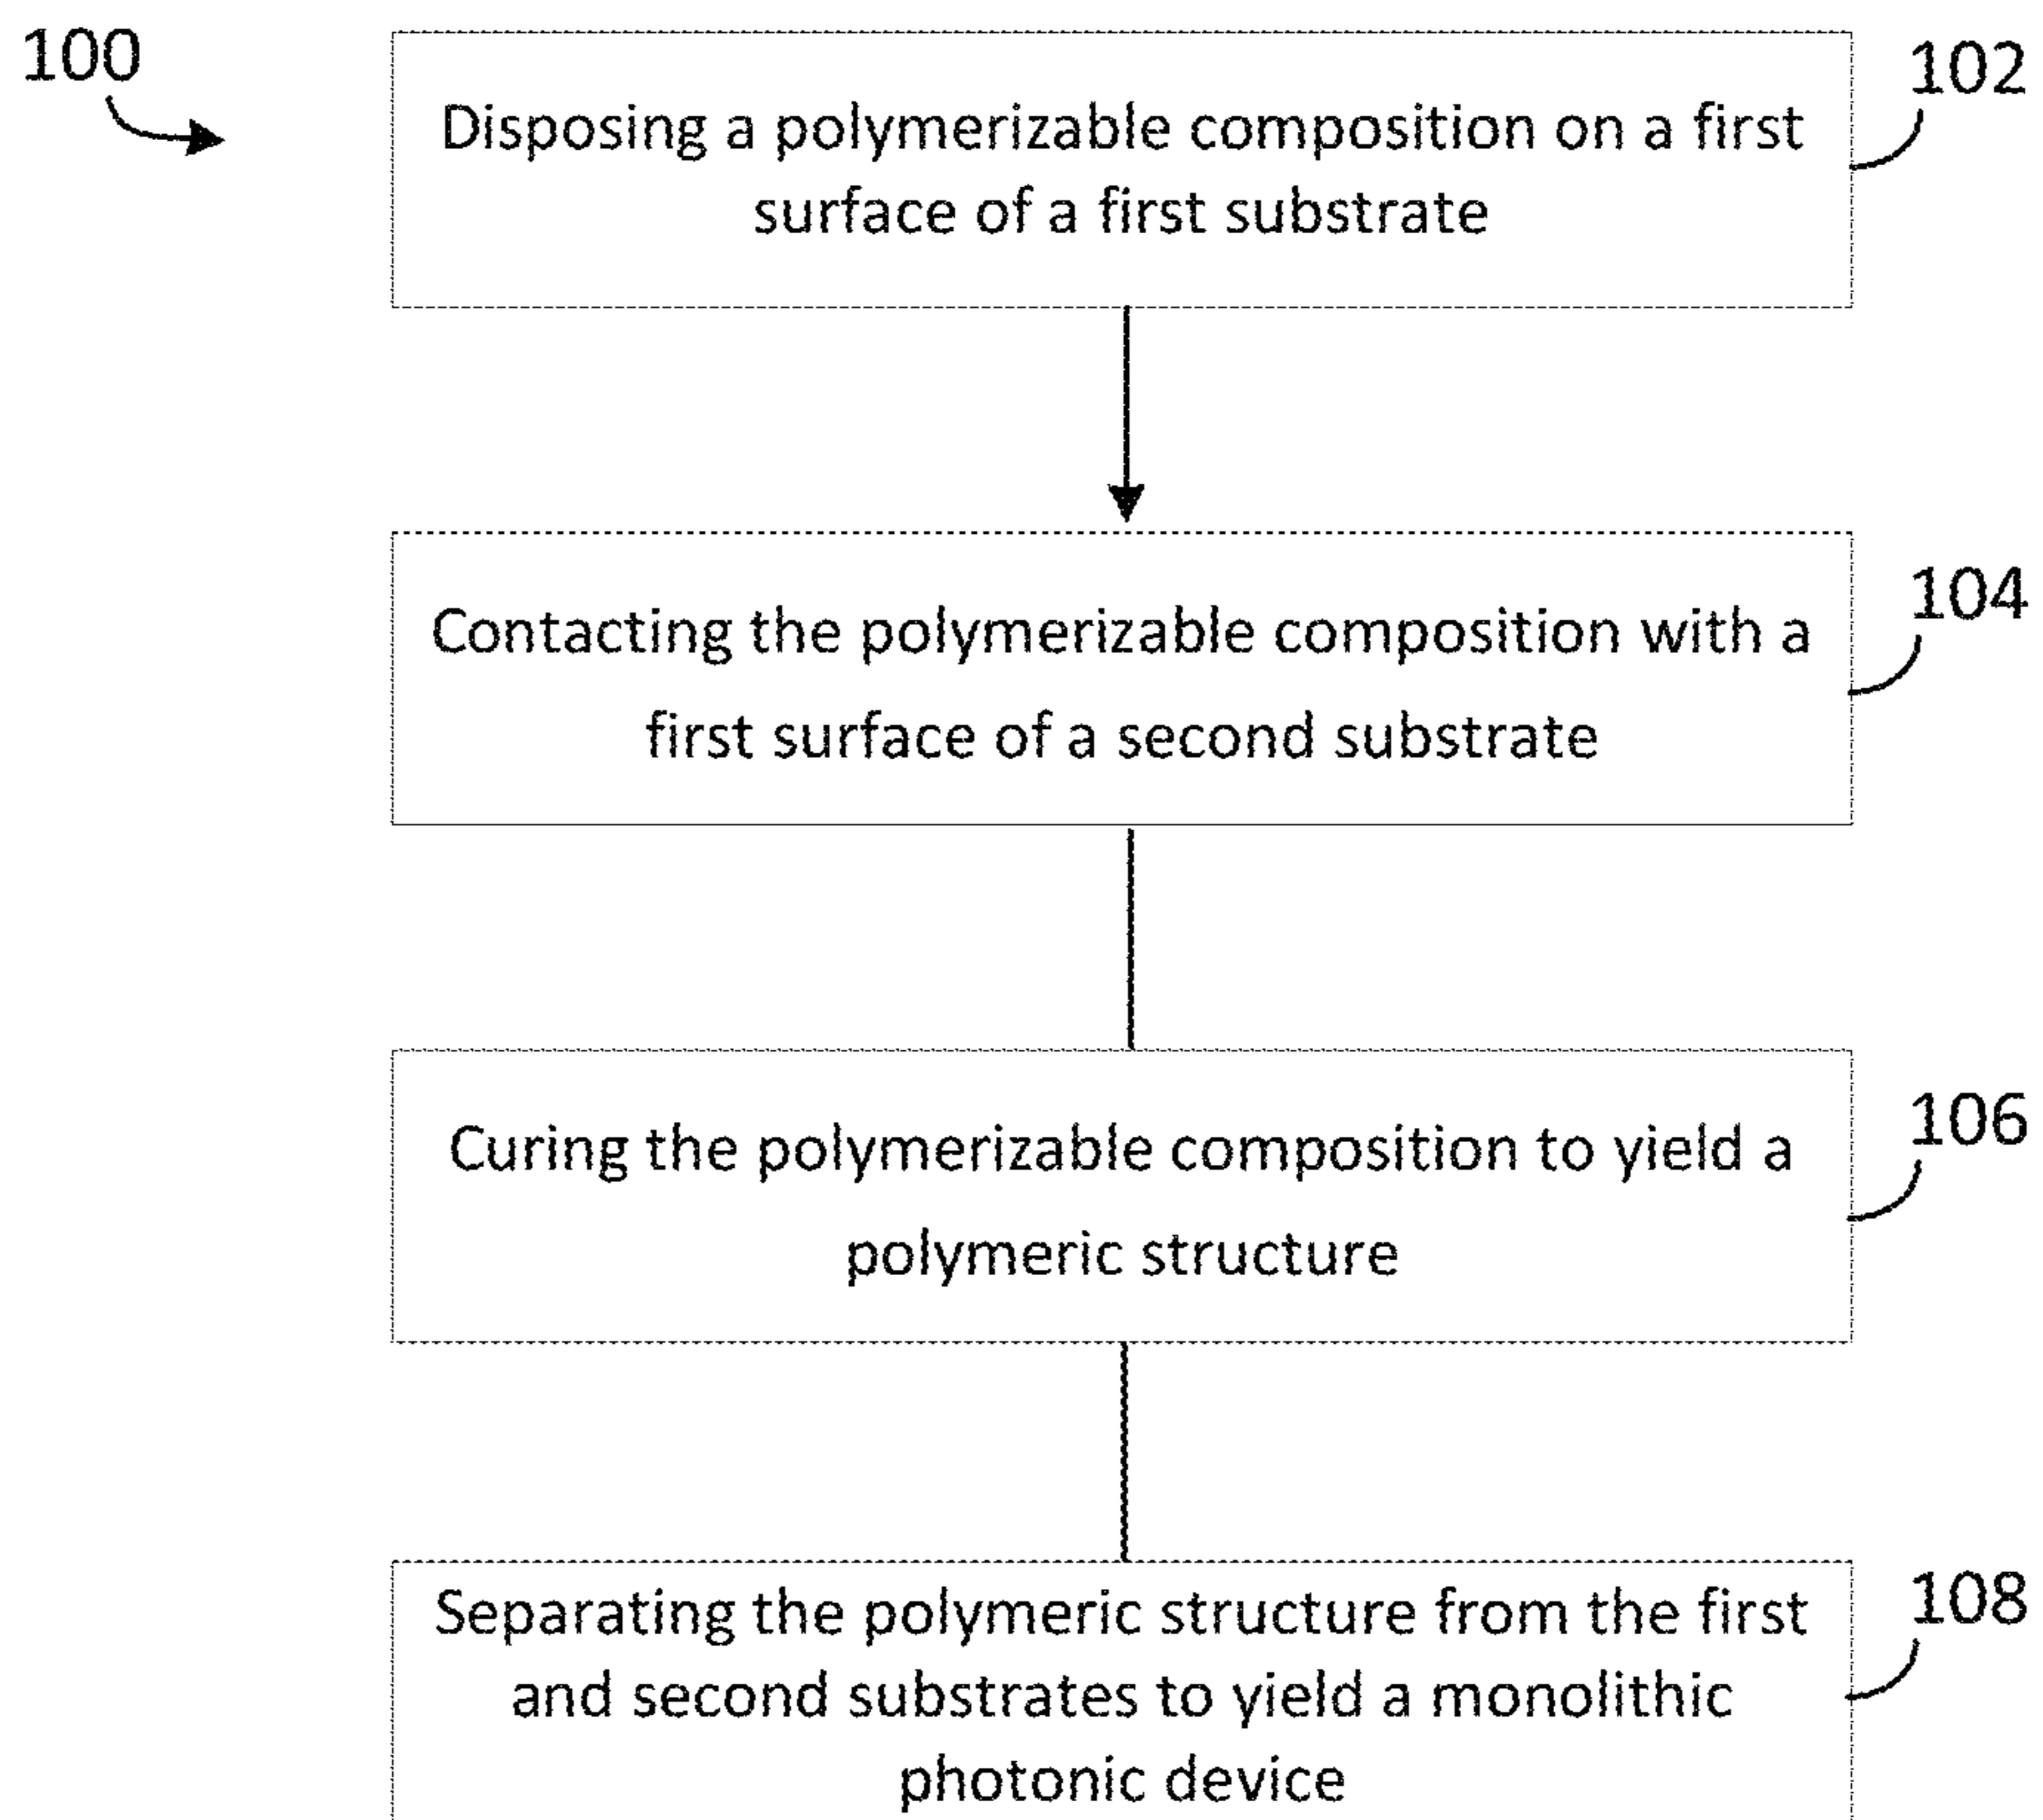 100
102
Disposing a polymerizable composition on a first
surface of a first substrate
104
Contacting the polymerizable composition with a
first surface of a second substrate
106
Curing the polymerizable composition to yield a
polymeric structure
108
Separating the polymeric structure from the first
and second substrates to yield a monolithic
photonic device